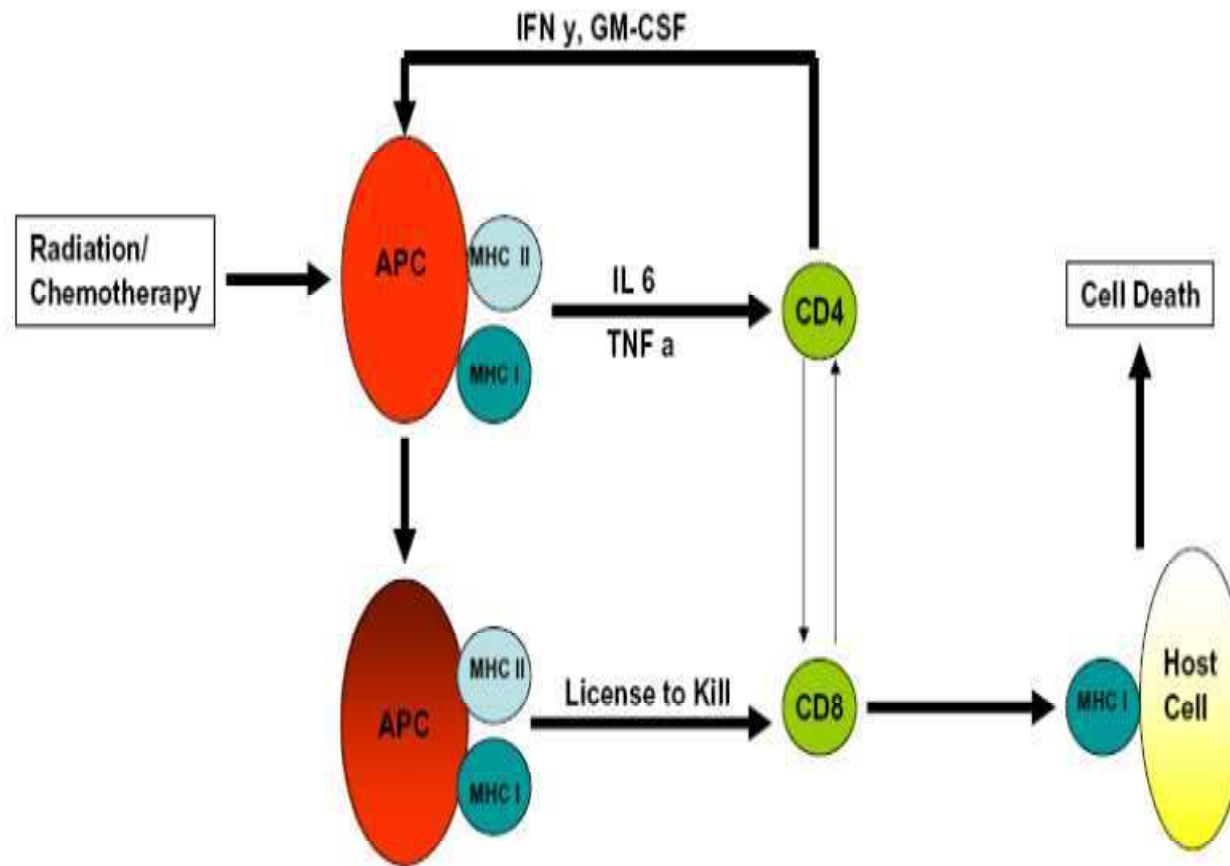 IFN y, GM-CSF
Radiation/
Chemotherapy
APC
MHC II
MHC I
IL 6
TNF a
CD4
Cell Death
APC
MHC II
MHC I
License to Kill
CD8
MHC I
Host
Cell